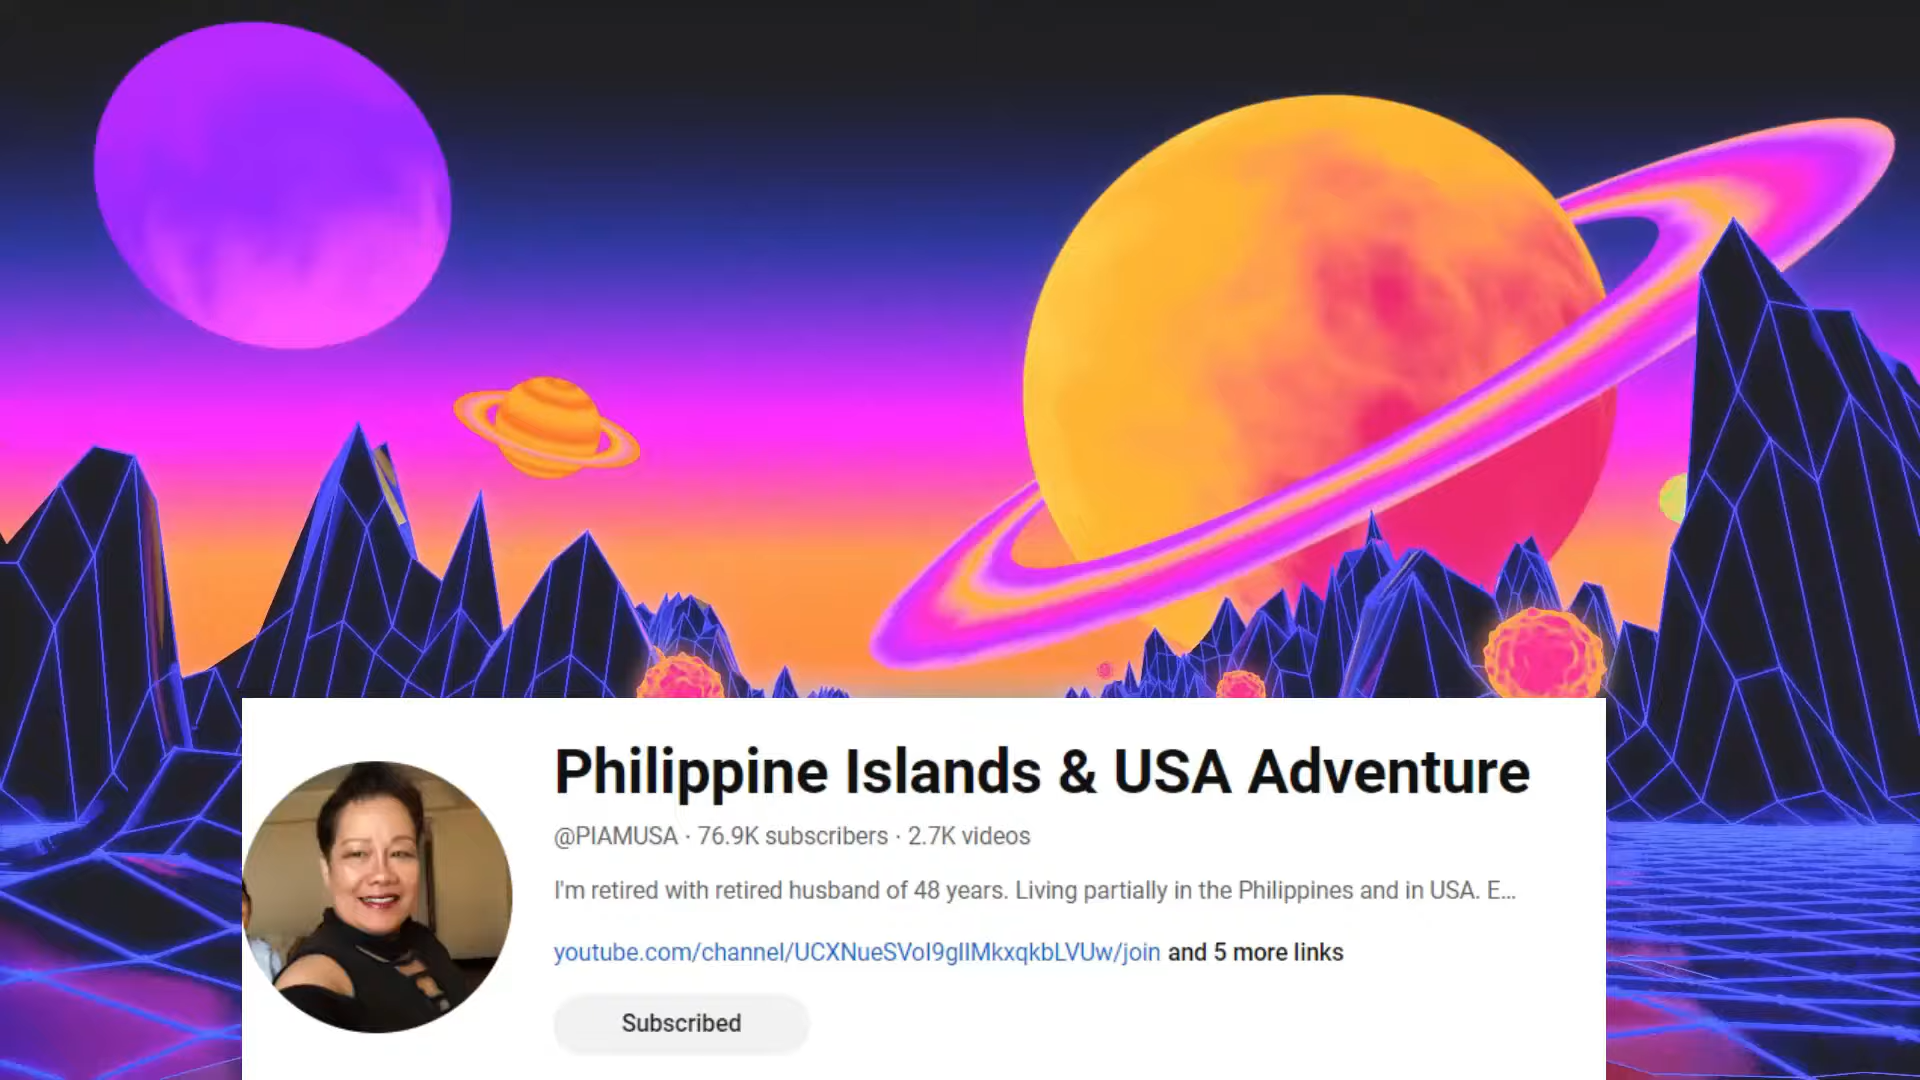 Philippine Islands & USA Adventure
@PIAMUSA · 76.9K subscribers · 2.7K videos
I'm retired with retired husband of 48 years. Living partially in the Philippines and in USA. E...
youtube.com/channel/UCXNueSVoI9glIMkxqkbLVUw/join and 5 more links
Subscribed